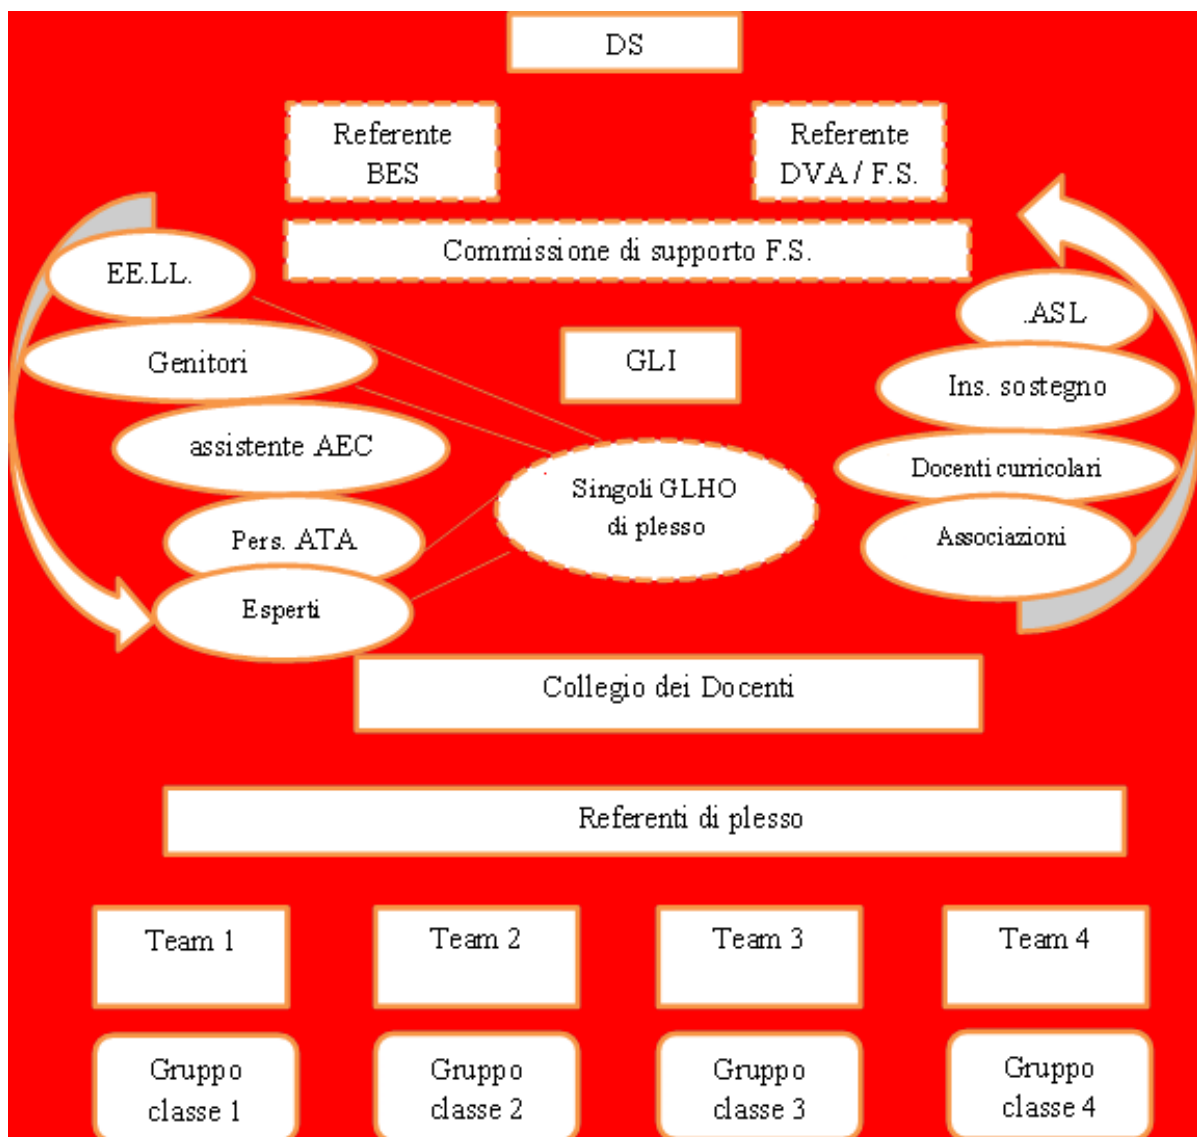 DS
Referente
BES
Referente
DVA / F.S.
Commissione di supporto F.S.
EE.LL.
Genitori
assistente AEC
Pers. ATA
Esperti
GLI
Singoli GLHO
di plesso
.ASL
Ins. sostegno
Docenti curricolari
Associazioni
Collegio dei Docenti
Referenti di plesso
Team 1
Team 2
Team 3
Team 4
Gruppo
classe 1
Gruppo
classe 2
Gruppo
classe 3
Gruppo
classe 4